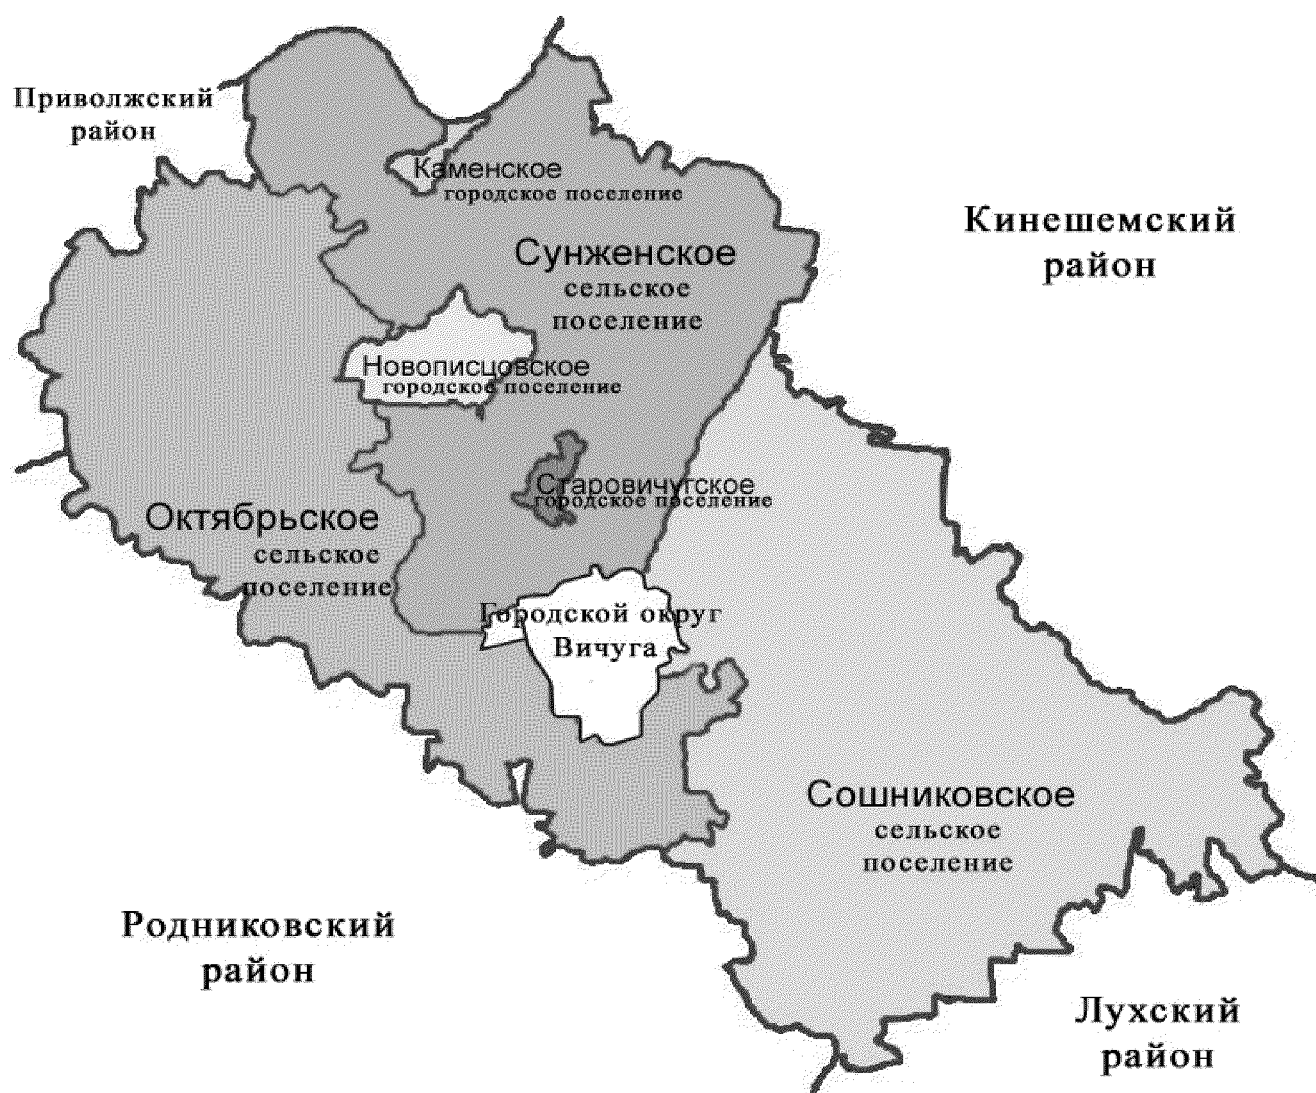 Приволжский
район
Каменское
городское поселение
Кинешемский
район
Сунженское
сельское
поселение
Новописцовское
городское поселение
Старовичугское
городское поселение
Октябрьское
сельское
поселение
Городской округ
Вичуга
Сошниковское
сельское
поселение
Родниковский
район
Лухский
район